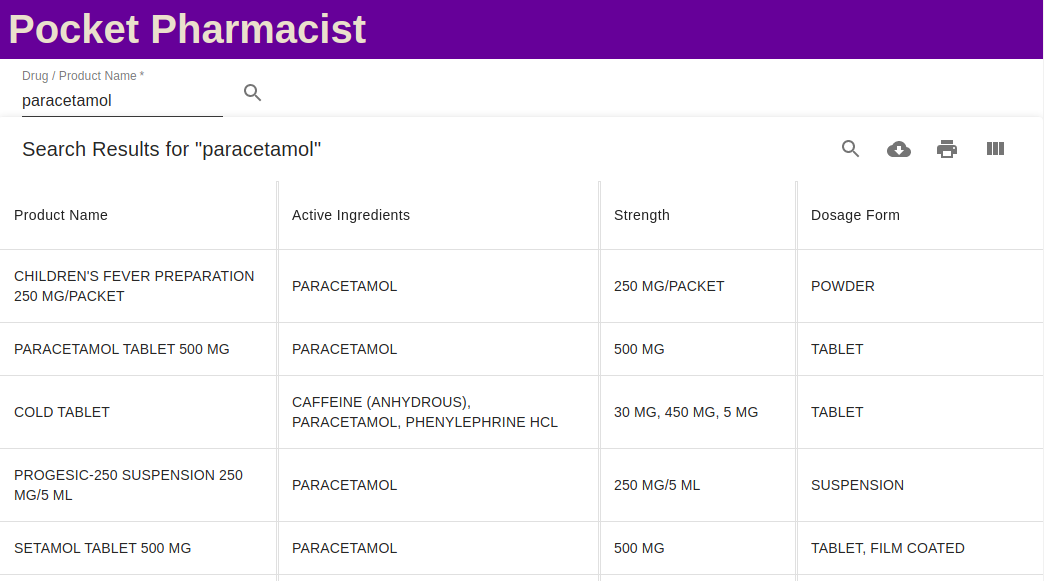 Pocket Pharmacist
Drug / Product Name *
paracetamol
Search Results for "paracetamol"
Product Name Active Ingredients Strength Dosage Form
CHILDREN'S FEVER PREPARATION
250 MG/PACKET
PARACETAMOL
250 MG/PACKET
POWDER
PARACETAMOL TABLET 500 MG
PARACETAMOL
500 MG
TABLET
COLD TABLET
CAFFEINE (ANHYDROUS),
PARACETAMOL, PHENYLEPHRINE HCL
30 MG, 450 MG, 5 MG
TABLET
PROGESIC-250 SUSPENSION 250
MG/5 ML
PARACETAMOL
250 MG/5 ML
SUSPENSION
SETAMOL TABLET 500 MG
PARACETAMOL
500 MG
TABLET, FILM COATED